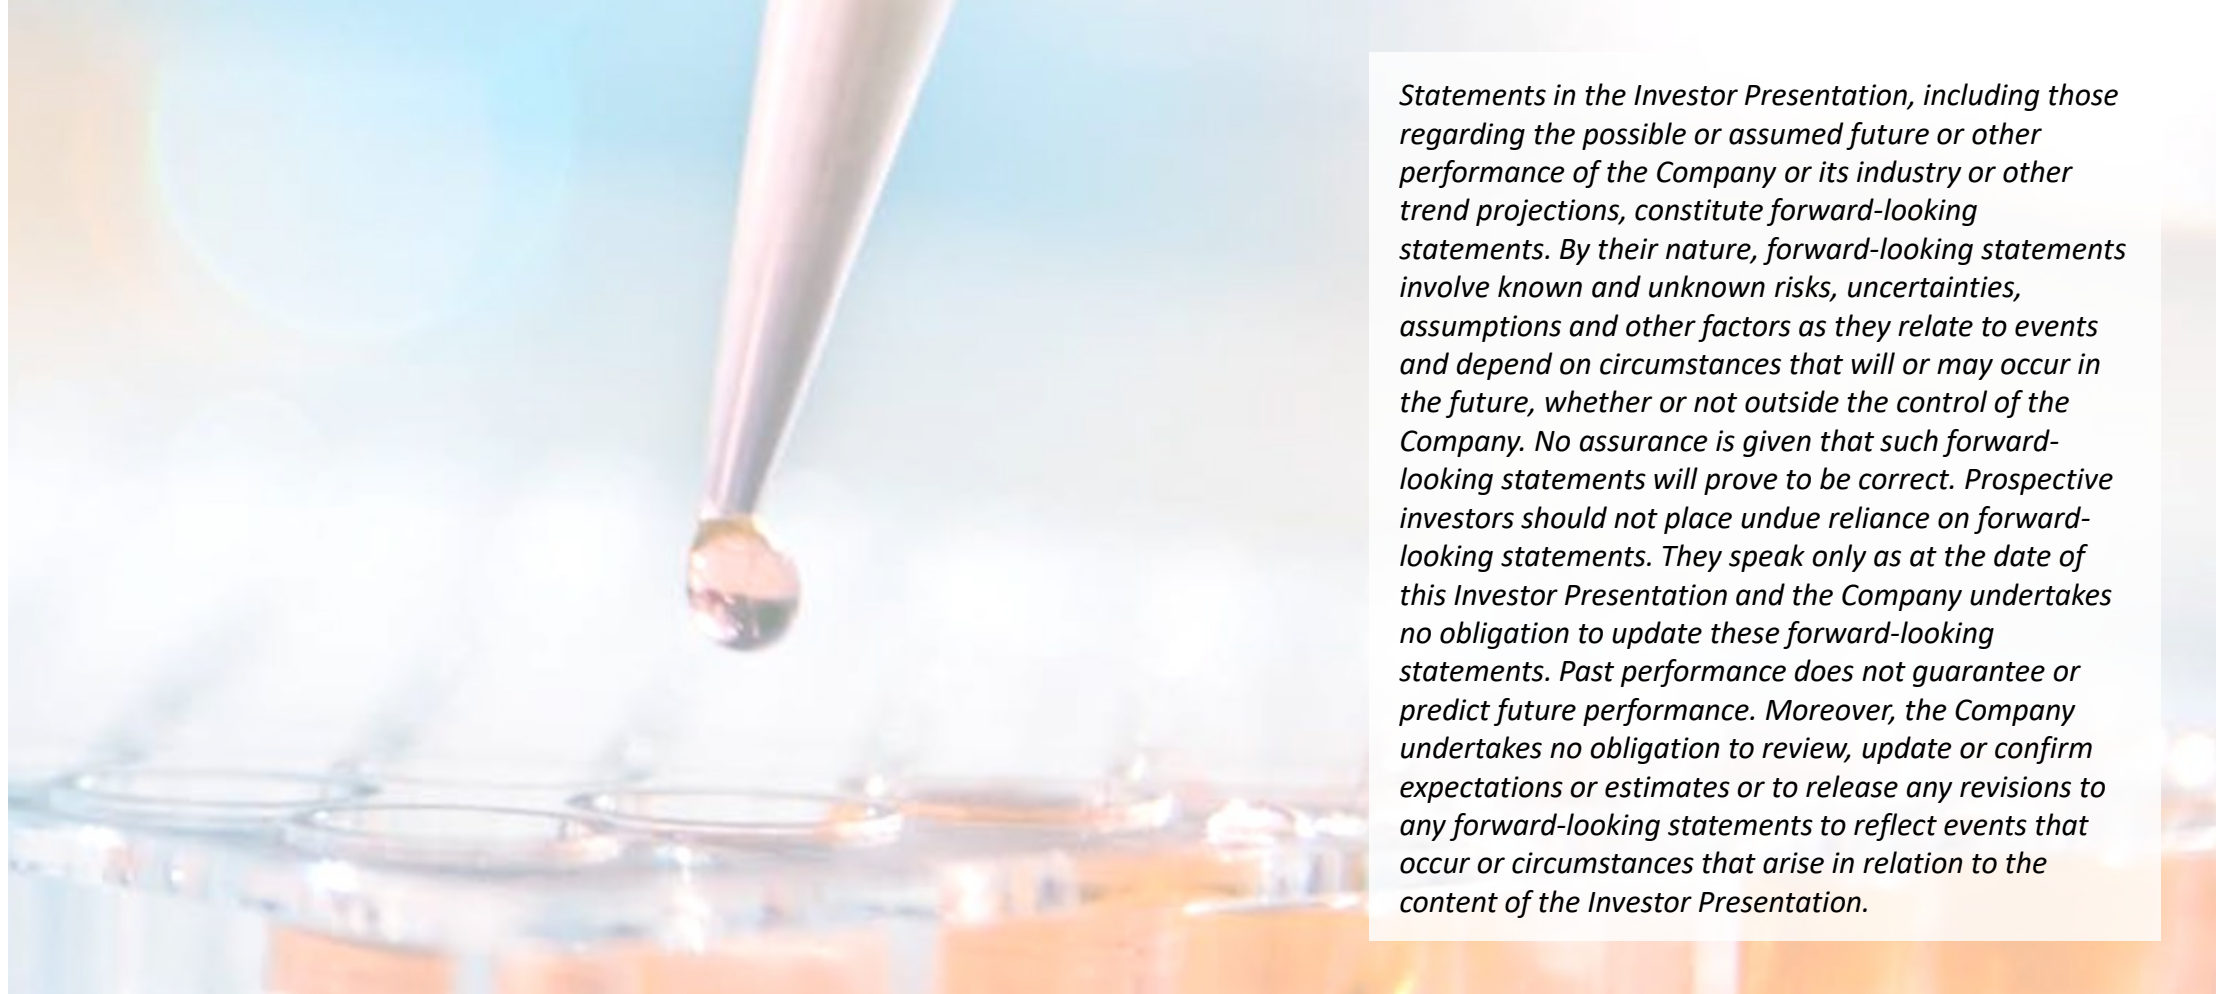 Statements in the Investor Presentation, including those
regarding the possible or assumed future or other
performance of the Company or its industry or other
trend projections, constitute forward-looking
statements. By their nature, forward-looking statements
involve known and unknown risks, uncertainties,
assumptions and other factors as they relate to events
and depend on circumstances that will or may occur in
the future, whether or not outside the control of the
Company. No assurance is given that such forward-
looking statements will prove to be correct. Prospective
investors should not place undue reliance on forward-
looking statements. They speak only as at the date of
this Investor Presentation and the Company undertakes
no obligation to update these forward-looking
statements. Past performance does not guarantee or
predict future performance. Moreover, the Company
undertakes no obligation to review, update or confirm
expectations or estimates or to release any revisions to
any forward-looking statements to reflect events that
occur or circumstances that arise in relation to the
content of the Investor Presentation.